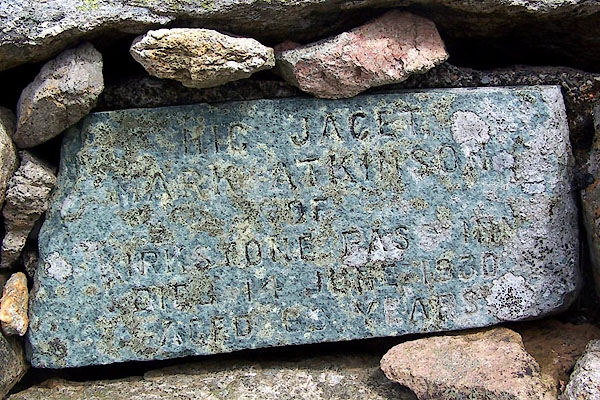 HIC JACET
MARK ATKINSON
OF
KIRKSTONE PASS INN
DIED 14 JUNE 1930
AGED YEARS